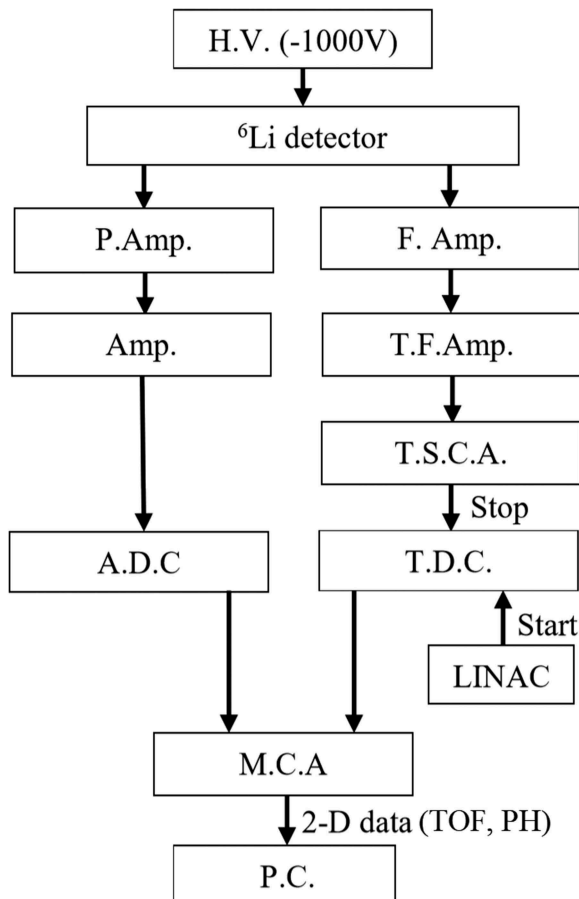 H.V. (-1000V)
⁶Li detector
P.Amp.
F. Amp.
Amp.
T.F.Amp.
T.S.C.A.
Stop
A.D.C
T.D.C.
Start
LINAC
M.C.A
2-D data (TOF, PH)
P.C.